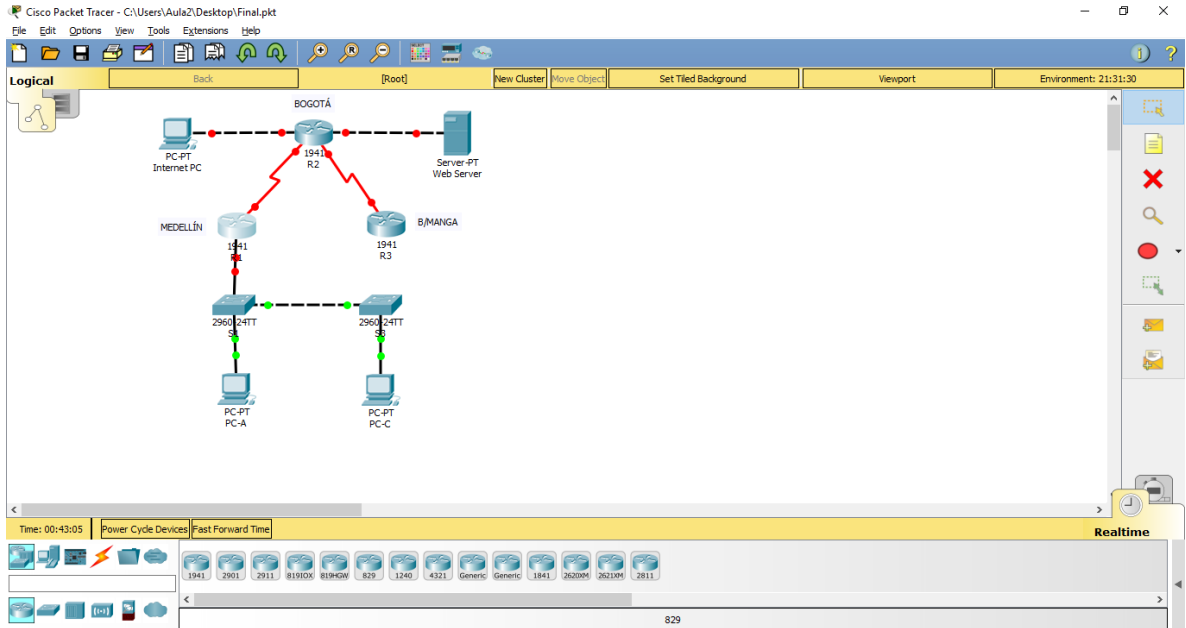 Cisco Packet Tracer - C:\Users\Aula2\Desktop\Final.pkt
File Edit Options View Tools Extensions Help
Logical Back [Root] New Cluster Move Object Set Tiled Background Viewport Environment: 21:31:30
BOGOTÁ
PC-PT
Internet PC
1941
R2
Server-PT
Web Server
MEDELLÍN
1941
R1
B/MANGA
1941
R3
2960-24TT
S1
2960-24TT
S3
PC-PT
PC-A
PC-PT
PC-C
Time: 00:43:05 Power Cycle Devices Fast Forward Time Realtime
1941 2901 2911 819IOX 819HGW 829 1240 4321 Generic Generic 1841 2620XM 2621XM 2811
829